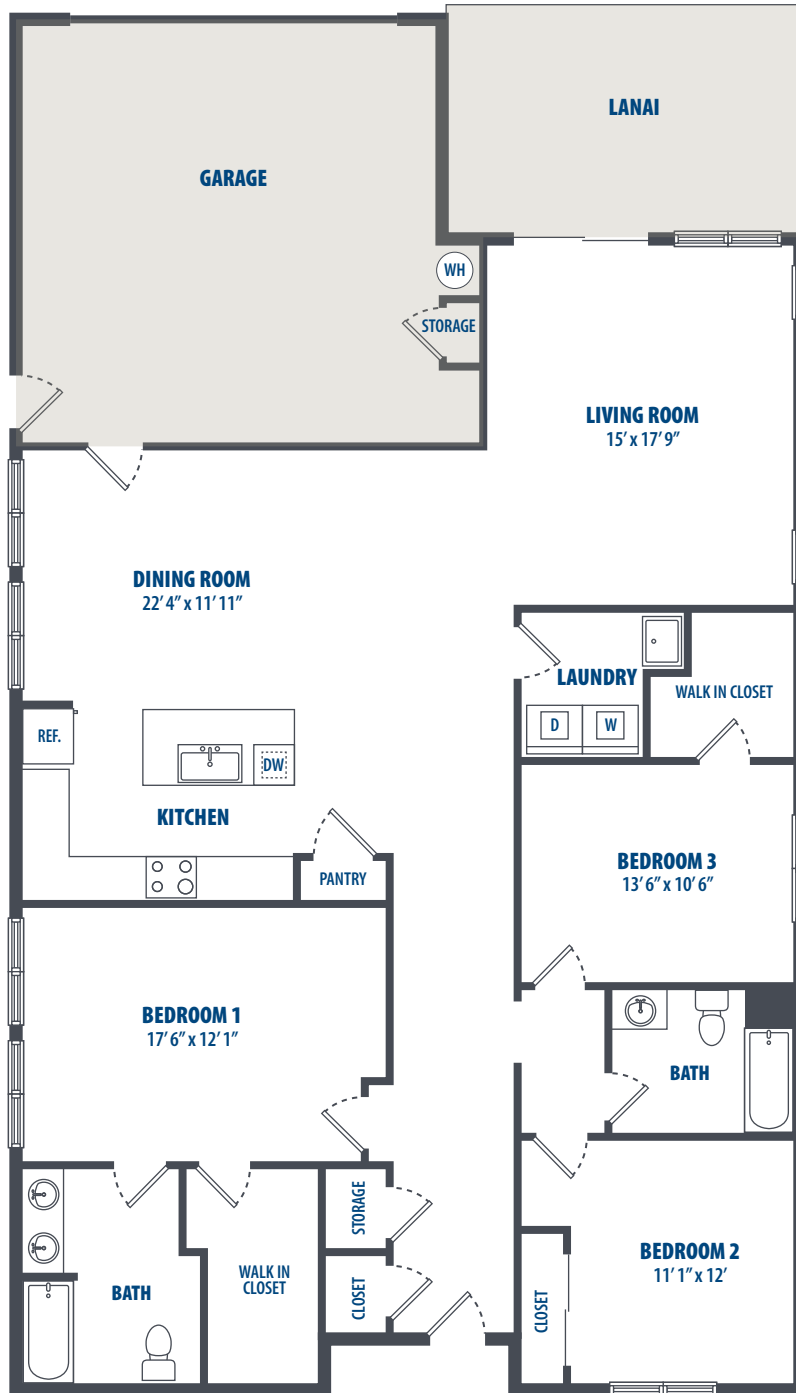 LANAI
GARAGE
WH
STORAGE
LIVING ROOM
15’ x 17’ 9”
DINING ROOM
22’ 4” x 11’ 11”
LAUNDRY
WALK IN CLOSET
D
W
REF.
DW
KITCHEN
PANTRY
BEDROOM 3
13’ 6” x 10’ 6”
BEDROOM 1
17’ 6” x 12’ 1”
BATH
STORAGE
BEDROOM 2
11’ 1” x 12’
WALK IN
CLOSET
BATH
CLOSET
CLOSET